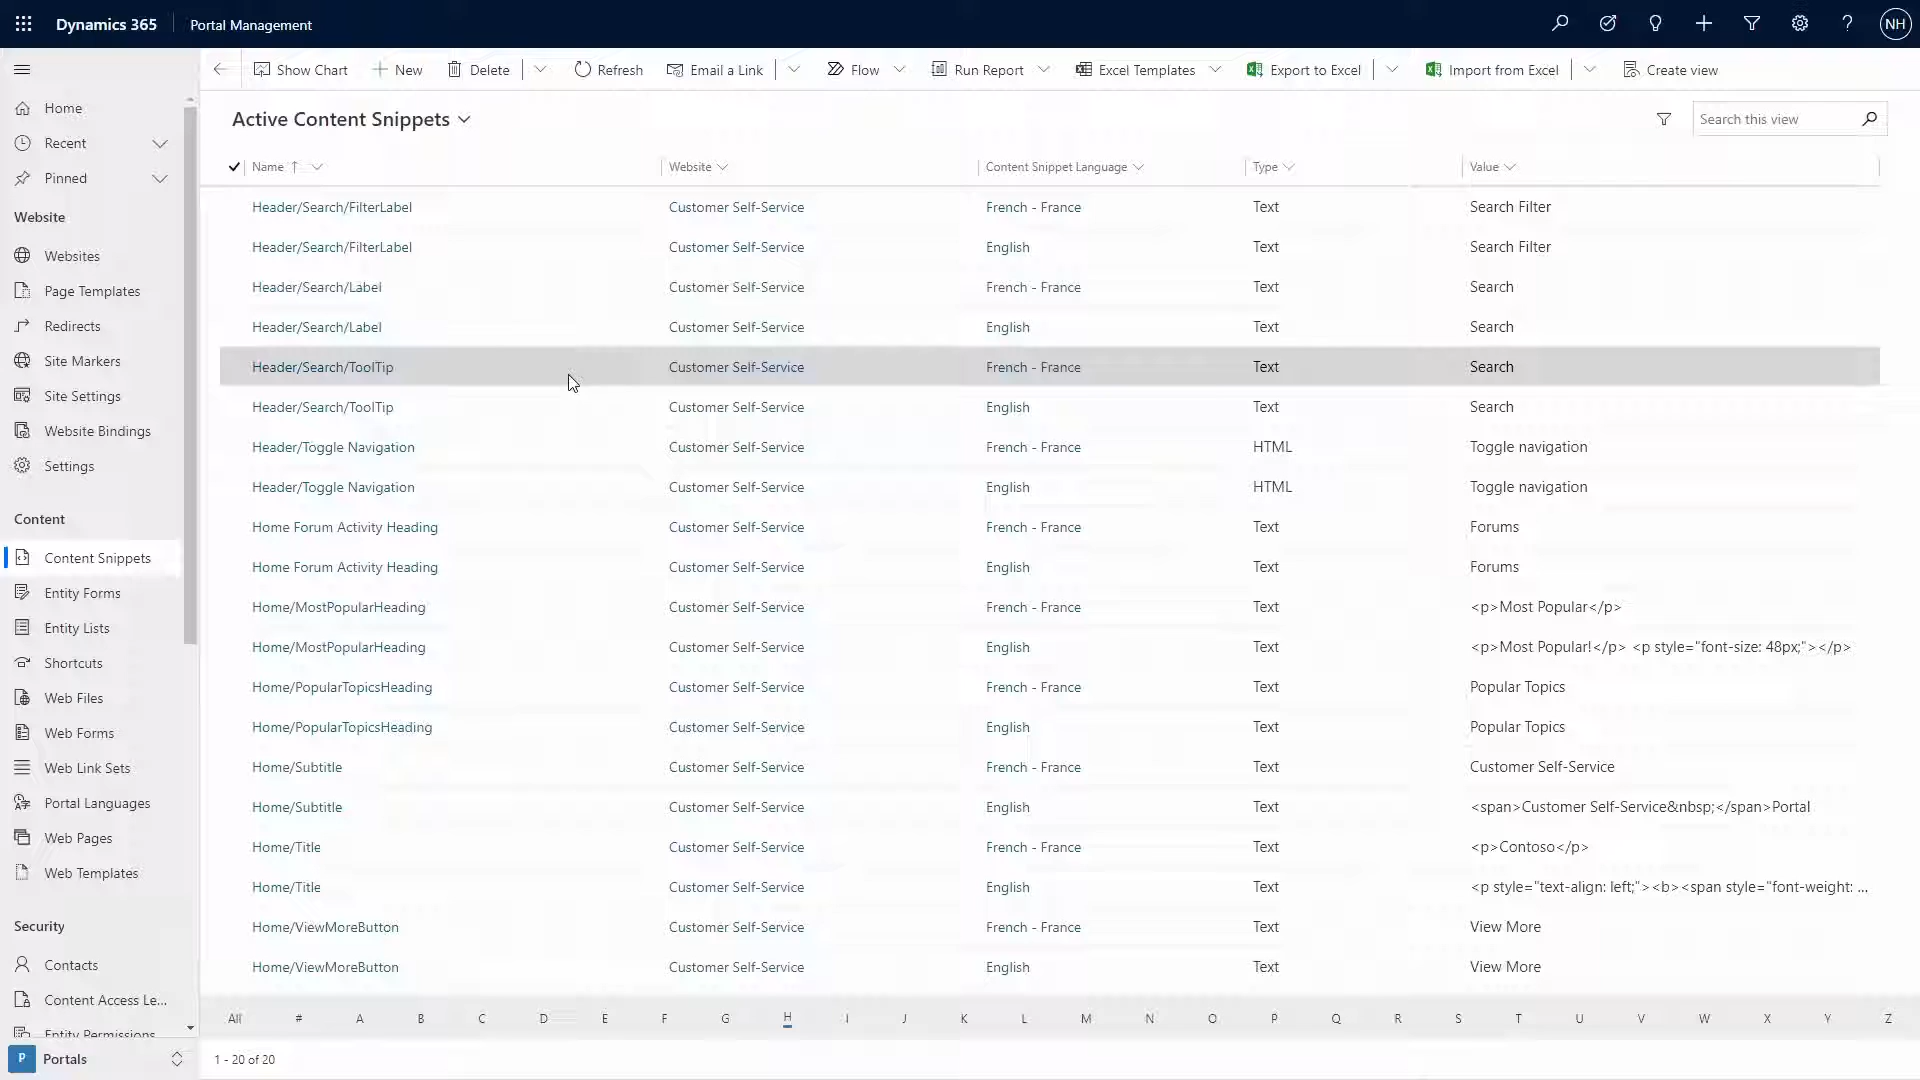 Dynamics 365 Portal Management NH
Show Chart New Delete Refresh Email a Link Flow Run Report Excel Templates Export to Excel Import from Excel Create view
Home
Recent
Pinned
Website
Websites
Page Templates
Redirects
Site Markers
Site Settings
Website Bindings
Settings
Content
Content Snippets
Entity Forms
Entity Lists
Shortcuts
Web Files
Web Forms
Web Link Sets
Portal Languages
Web Pages
Web Templates
Security
Contacts
Content Access Le...
Entity Permissions
P Portals
Active Content Snippets Search this view
Name Website Content Snippet Language Type Value
Header/Search/FilterLabel Customer Self-Service French - France Text Search Filter
Header/Search/FilterLabel Customer Self-Service English Text Search Filter
Header/Search/Label Customer Self-Service French - France Text Search
Header/Search/Label Customer Self-Service English Text Search
Header/Search/ToolTip Customer Self-Service French - France Text Search
Header/Search/ToolTip Customer Self-Service English Text Search
Header/Toggle Navigation Customer Self-Service French - France HTML Toggle navigation
Header/Toggle Navigation Customer Self-Service English HTML Toggle navigation
Home Forum Activity Heading Customer Self-Service French - France Text Forums
Home Forum Activity Heading Customer Self-Service English Text Forums
Home/MostPopularHeading Customer Self-Service French - France Text <p>Most Popular</p>
Home/MostPopularHeading Customer Self-Service English Text <p>Most Popular!</p> <p style="font-size: 48px;"></p>
Home/PopularTopicsHeading Customer Self-Service French - France Text Popular Topics
Home/PopularTopicsHeading Customer Self-Service English Text Popular Topics
Home/Subtitle Customer Self-Service French - France Text Customer Self-Service
Home/Subtitle Customer Self-Service English Text <span>Customer Self-Service&nbsp;</span>Portal
Home/Title Customer Self-Service French - France Text <p>Contoso</p>
Home/Title Customer Self-Service English Text <p style="text-align: left;"><b><span style="font-weight: ...
Home/ViewMoreButton Customer Self-Service French - France Text View More
Home/ViewMoreButton Customer Self-Service English Text View More
All # A B C D E F G H I J K L M N O P Q R S T U V W X Y Z
1 - 20 of 20